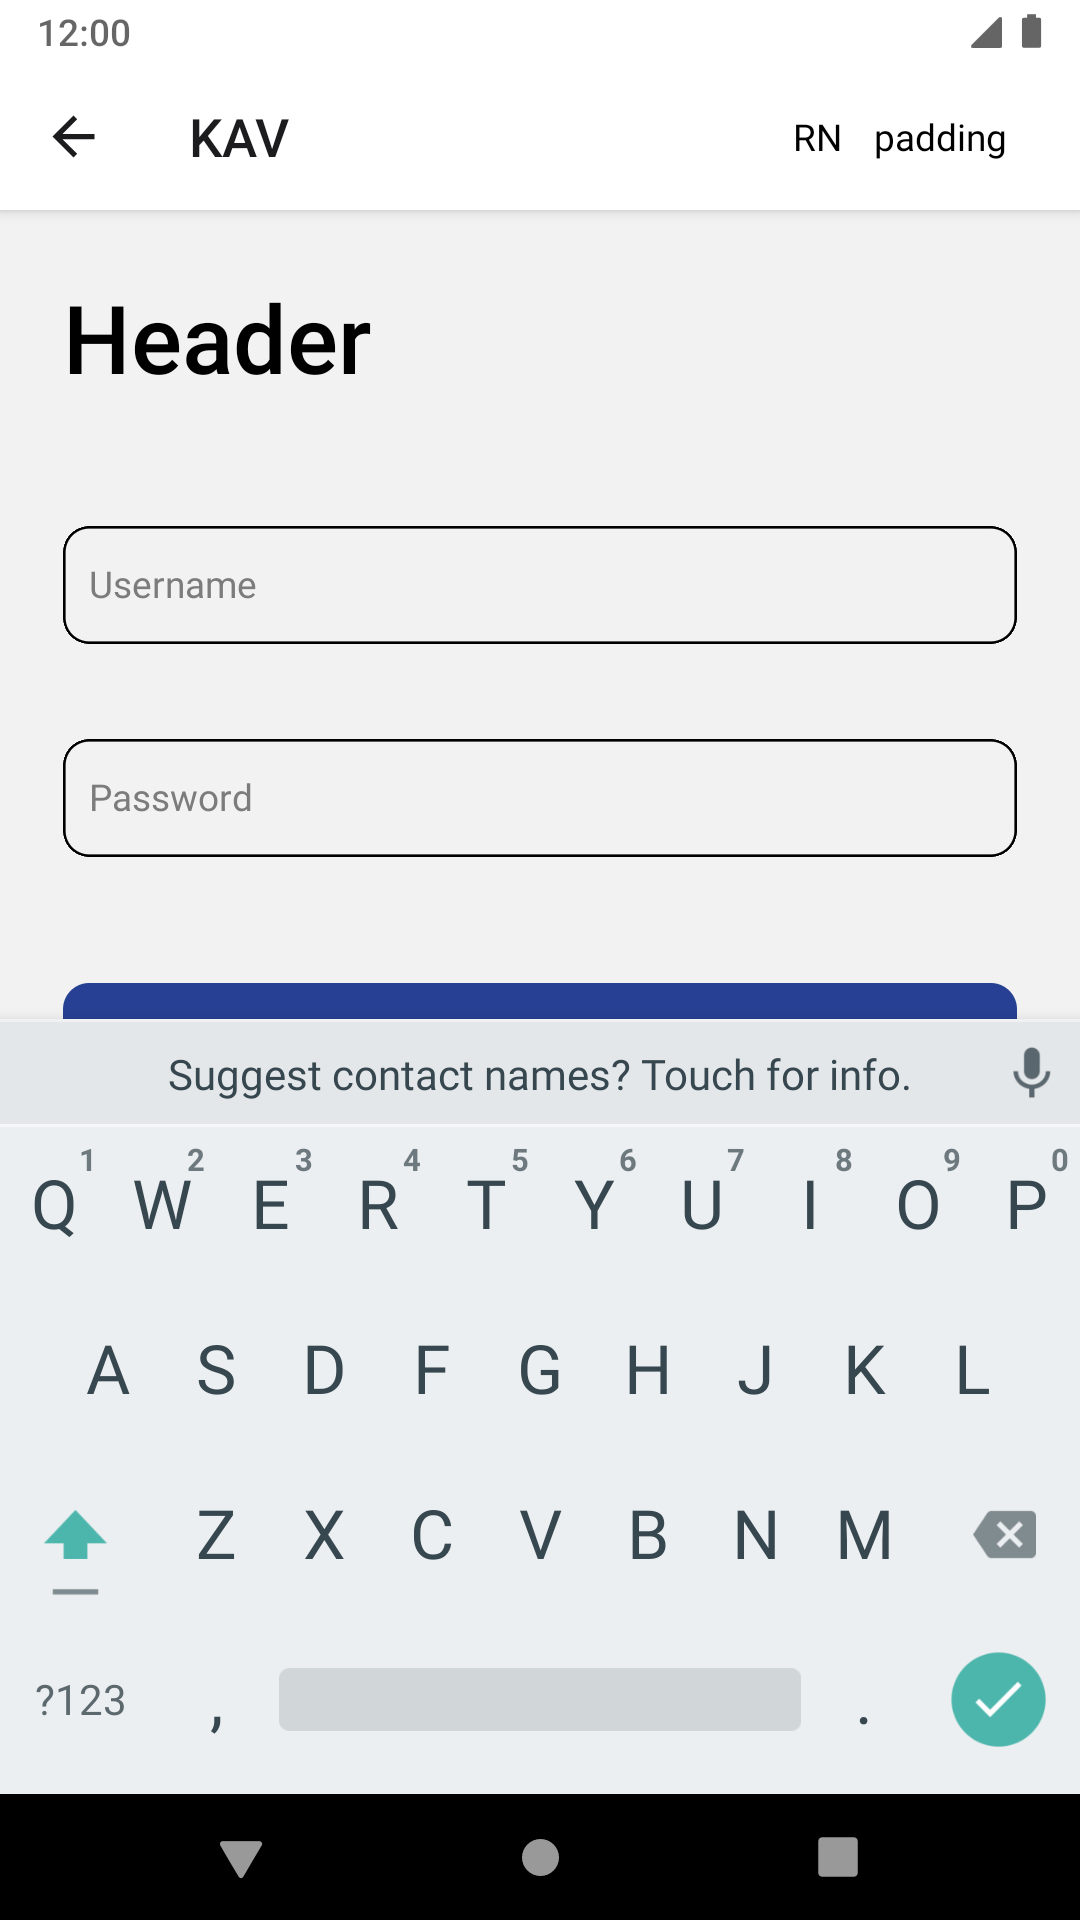 12:00
KAV RN padding
Header
Username
Password
Suggest contact names? Touch for info.
1 2 3 4 5 6 7 8 9 0
Q W E R T Y U I O P
A S D F G H J K L
Z X C V B N M
?123 , .